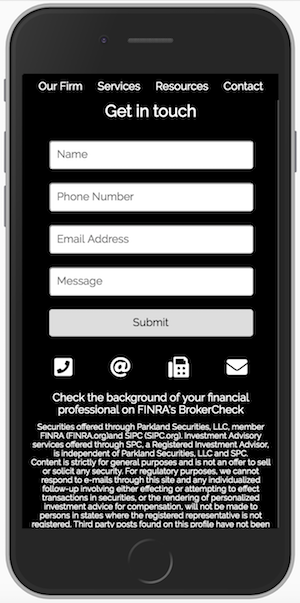 Our Firm Services Resources Contact
Get in touch
Name
Phone Number
Email Address
Message
Submit
Check the background of your financial
professional on FINRA's BrokerCheck
Securities offered through Parkland Securities, LLC, member
FINRA (FINRA.org)and SIPC (SIPC.org). Investment Advisory
services offered through SPC, a Registered Investment Advisor,
is independent of Parkland Securities, LLC and SPC.
Content is strictly for general purposes and is not an offer to sell
or solicit any security. For regulatory purposes, we cannot
respond to e-mails through this site and any individualized
follow-up involving either effecting or attempting to effect
transactions in securities, or the rendering of personalized
investment advice for compensation, will not be made to
persons in states where the registered representative is not
registered. Third party posts found on this profile have not been